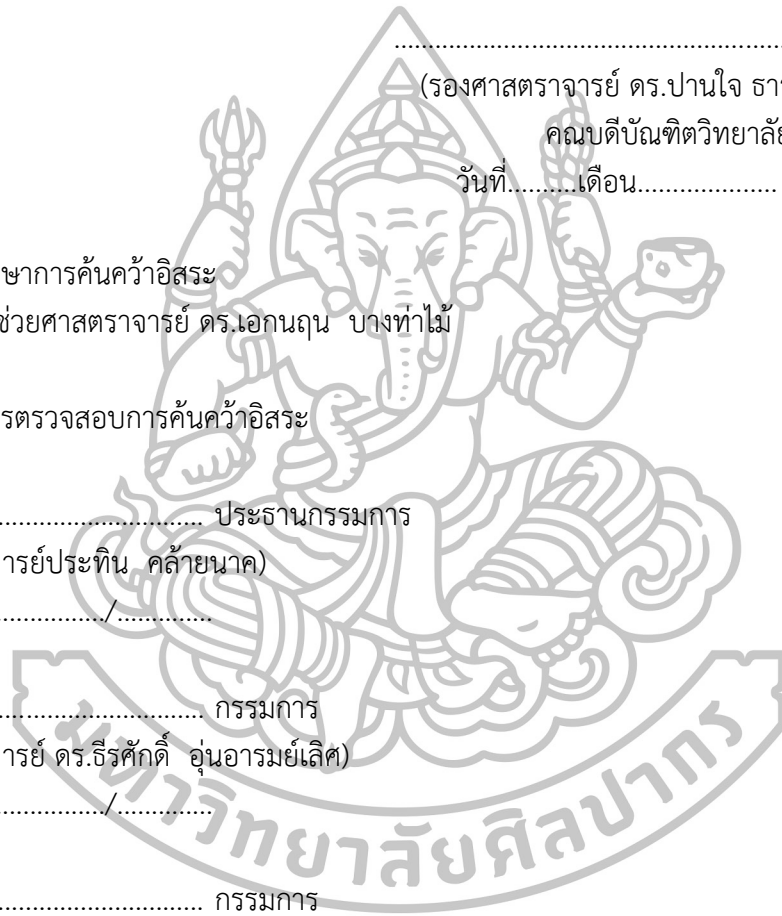 ....................................................................
(รองศาสตราจารย์ ดร.ปานใจ ธาร
คณบดีบัณฑิตวิทยาลัย
วันที่..........เดือน....................
ษาการค้นคว้าอิสระ
ช่วยศาสตราจารย์ ดร.เอกนฤน บางท่าไม้
รตรวจสอบการค้นคว้าอิสระ
.............................. ประธานกรรมการ
ารย์ประทิน คล้ายนาค)
................/..............
.............................. กรรมการ
ารย์ ดร.ธีรศักดิ์ อุ่นอารมย์เลิศ)
................/..............
มหาวิทยาลัยศิลปากร
.............................. กรรมการ